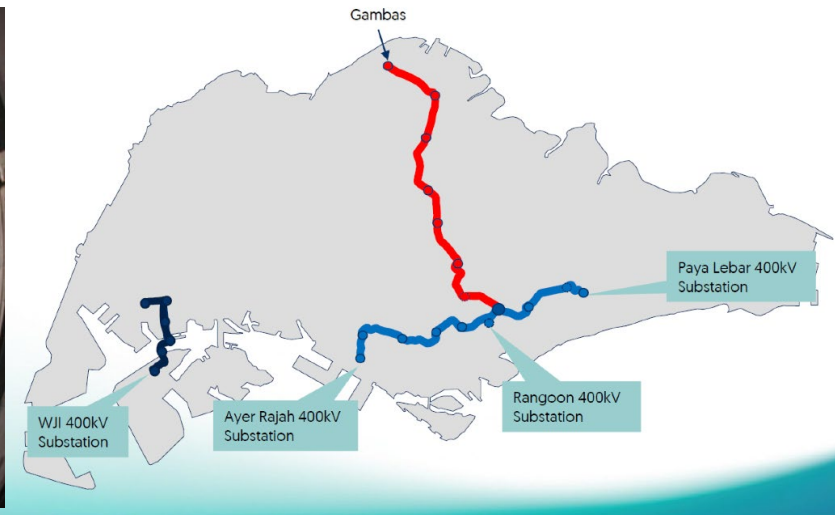 Gambas
Paya Lebar 400kV
Substation
Rangoon 400kV
Substation
Ayer Rajah 400kV
Substation
WJI 400kV
Substation